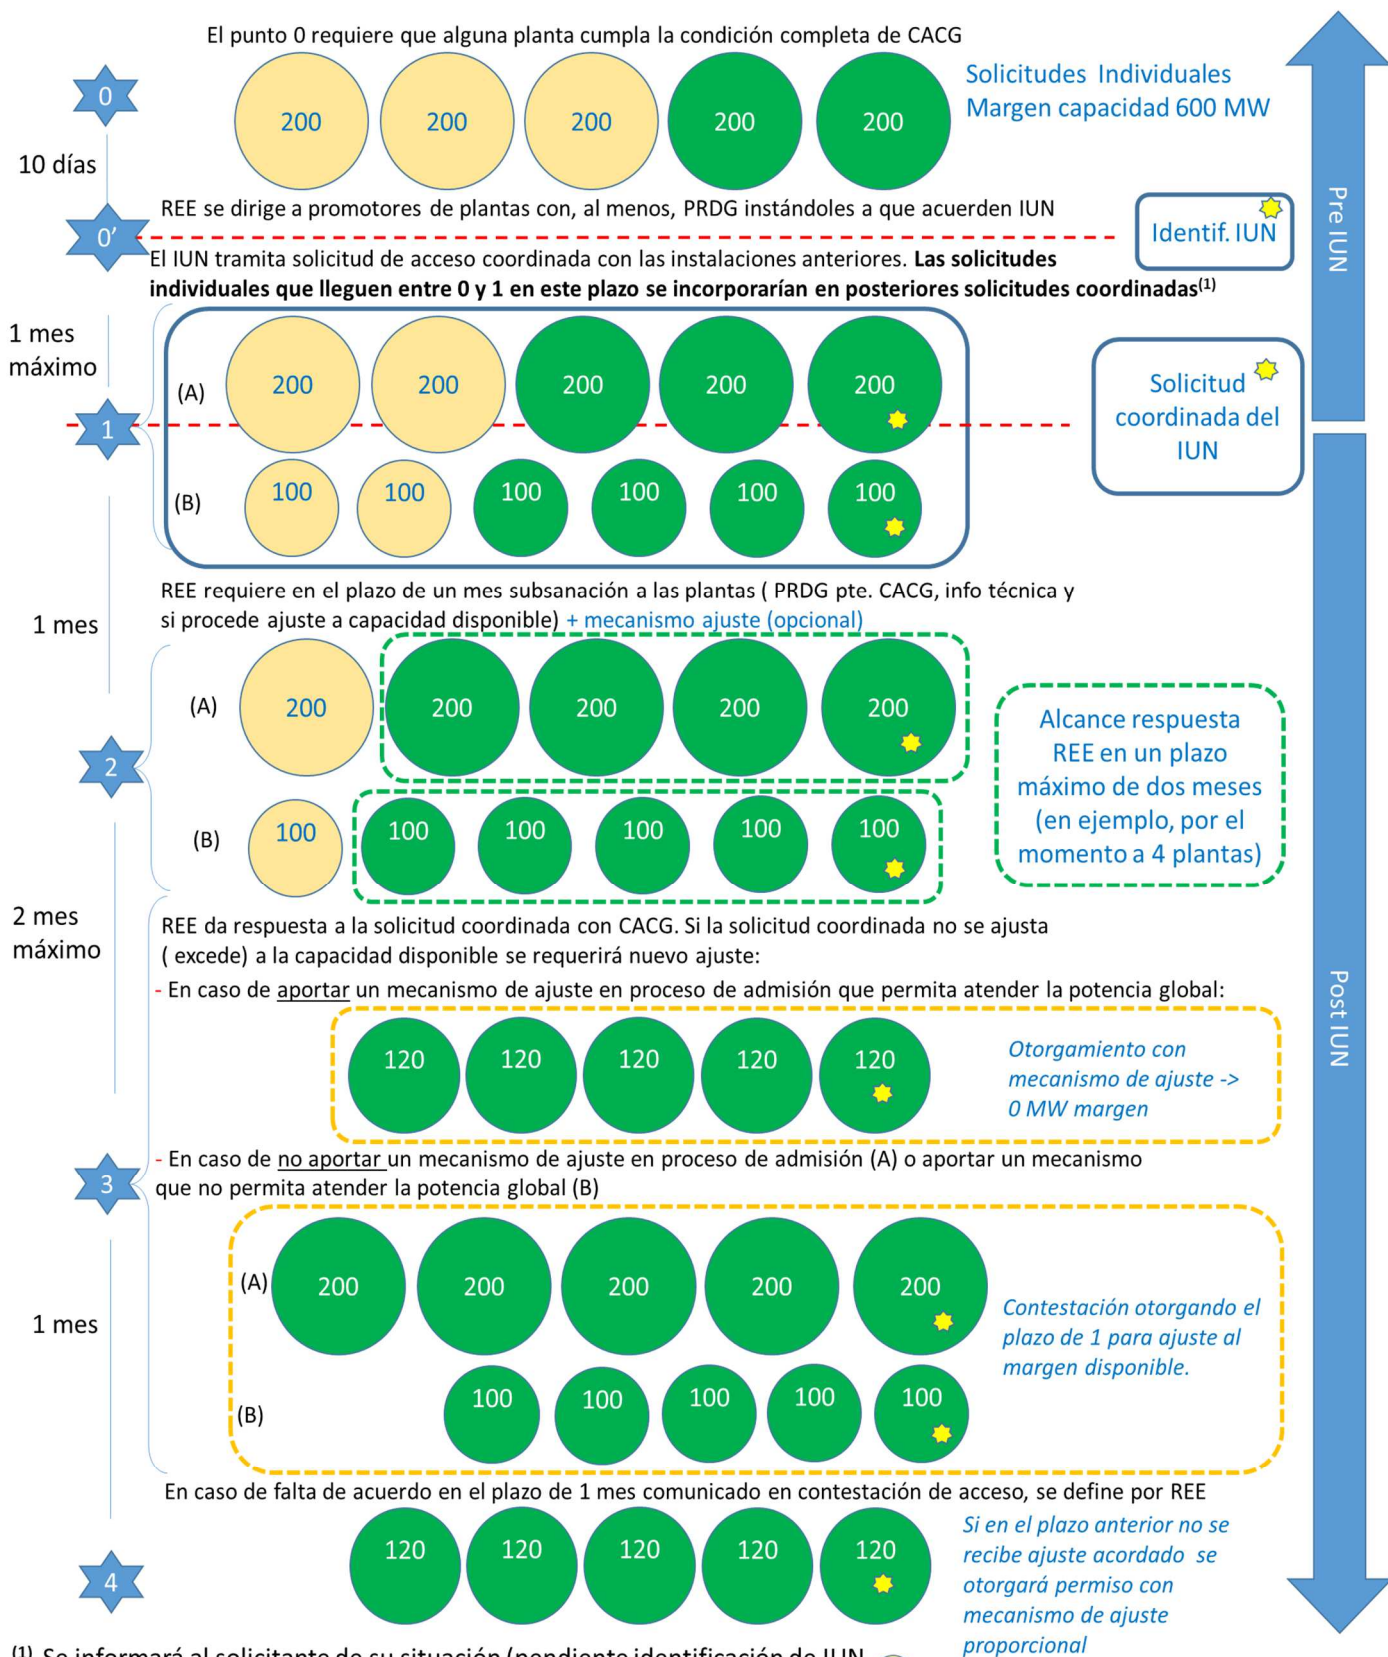 El punto 0 requiere que alguna planta cumpla la condición completa de CACG
0
200 200 200 200 200
Solicitudes Individuales
Margen capacidad 600 MW
10 días
Pre IUN
REE se dirige a promotores de plantas con, al menos, PRDG instándoles a que acuerden IUN
0’
Identif. IUN
El IUN tramita solicitud de acceso coordinada con las instalaciones anteriores. Las solicitudes
individuales que lleguen entre 0 y 1 en este plazo se incorporarían en posteriores solicitudes coordinadas(1)
1 mes
máximo
(A)
200 200 200 200 200
1
Solicitud
coordinada del
IUN
(B)
100 100 100 100 100 100
REE requiere en el plazo de un mes subsanación a las plantas ( PRDG pte. CACG, info técnica y
si procede ajuste a capacidad disponible) + mecanismo ajuste (opcional)
1 mes
(A)
200 200 200 200 200
2
Alcance respuesta
REE en un plazo
máximo de dos meses
(en ejemplo, por el
momento a 4 plantas)
(B)
100 100 100 100 100 100
2 mes
máximo
REE da respuesta a la solicitud coordinada con CACG. Si la solicitud coordinada no se ajusta
( excede) a la capacidad disponible se requerirá nuevo ajuste:
- En caso de aportar un mecanismo de ajuste en proceso de admisión que permita atender la potencia global:
Post IUN
120 120 120 120 120
Otorgamiento con
mecanismo de ajuste ->
0 MW margen
- En caso de no aportar un mecanismo de ajuste en proceso de admisión (A) o aportar un mecanismo
que no permita atender la potencia global (B)
3
(A)
200 200 200 200 200
1 mes
Contestación otorgando el
plazo de 1 para ajuste al
margen disponible.
(B)
100 100 100 100 100
En caso de falta de acuerdo en el plazo de 1 mes comunicado en contestación de acceso, se define por REE
120 120 120 120 120
4
Si en el plazo anterior no se
recibe ajuste acordado se
otorgará permiso con
mecanismo de ajuste
proporcional
(1) Se informará al solicitante de su situación (pendiente identificación de IUN